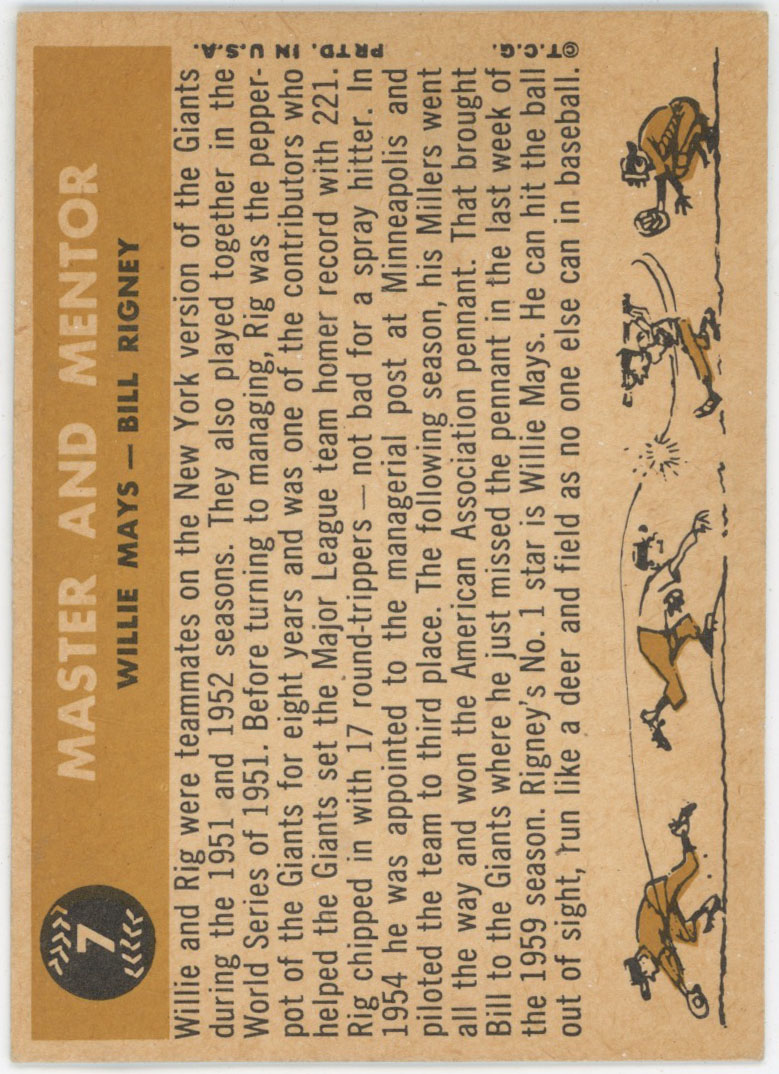 7
MASTER AND MENTOR
WILLIE MAYS — BILL RIGNEY
Willie and Rig were teammates on the New York version of the Giants
during the 1951 and 1952 seasons. They also played together in the
World Series of 1951. Before turning to managing, Rig was the pepper-
pot of the Giants for eight years and was one of the contributors who
helped the Giants set the Major League team homer record with 221.
Rig chipped in with 17 round-trippers — not bad for a spray hitter. In
1954 he was appointed to the managerial post at Minneapolis and
piloted the team to third place. The following season, his Millers went
all the way and won the American Association pennant. That brought
Bill to the Giants where he just missed the pennant in the last week of
the 1959 season. Rigney's No. 1 star is Willie Mays. He can hit the ball
out of sight, run like a deer and field as no one else can in baseball.
©T.C.G. PRTD. IN U.S.A.